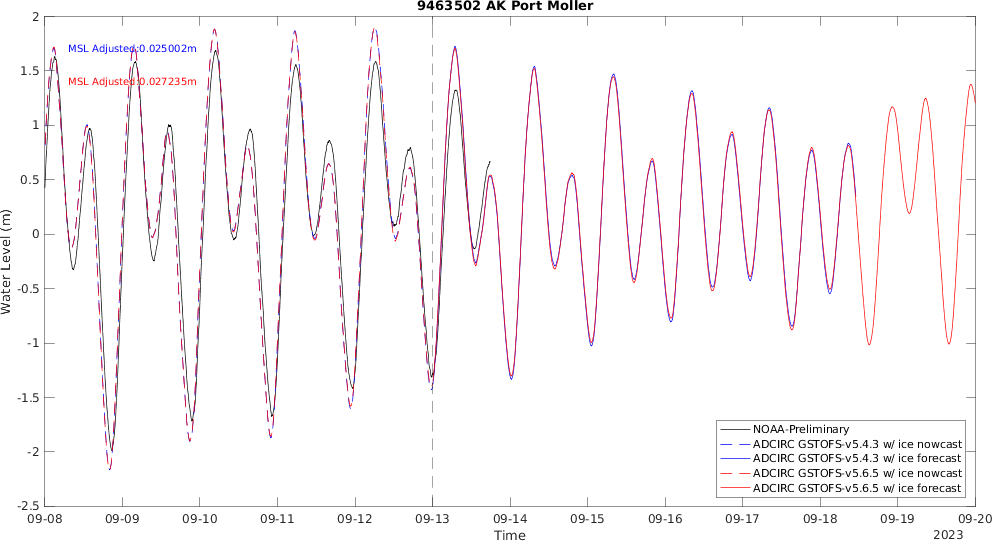 9463502 AK Port Moller
MSL Adjusted:0.025002m
MSL Adjusted:0.027235m
2
1.5
1
0.5
0
-0.5
-1
-1.5
-2
-2.5
Water Level (m)
NOAA-Preliminary
ADCIRC GSTOFS-v5.4.3 w/ ice nowcast
ADCIRC GSTOFS-v5.4.3 w/ ice forecast
ADCIRC GSTOFS-v5.6.5 w/ ice nowcast
ADCIRC GSTOFS-v5.6.5 w/ ice forecast
09-08 09-09 09-10 09-11 09-12 09-13 09-14 09-15 09-16 09-17 09-18 09-19 09-20
Time
2023